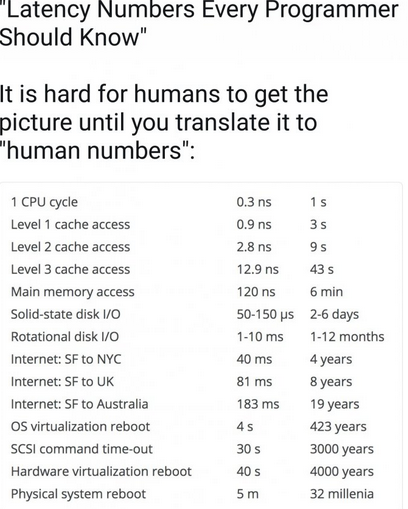 "Latency Numbers Every Programmer
Should Know"
It is hard for humans to get the
picture until you translate it to
"human numbers":
1 CPU cycle 0.3 ns 1 s
Level 1 cache access 0.9 ns 3 s
Level 2 cache access 2.8 ns 9 s
Level 3 cache access 12.9 ns 43 s
Main memory access 120 ns 6 min
Solid-state disk I/O 50-150 μs 2-6 days
Rotational disk I/O 1-10 ms 1-12 months
Internet: SF to NYC 40 ms 4 years
Internet: SF to UK 81 ms 8 years
Internet: SF to Australia 183 ms 19 years
OS virtualization reboot 4 s 423 years
SCSI command time-out 30 s 3000 years
Hardware virtualization reboot 40 s 4000 years
Physical system reboot 5 m 32 millenia